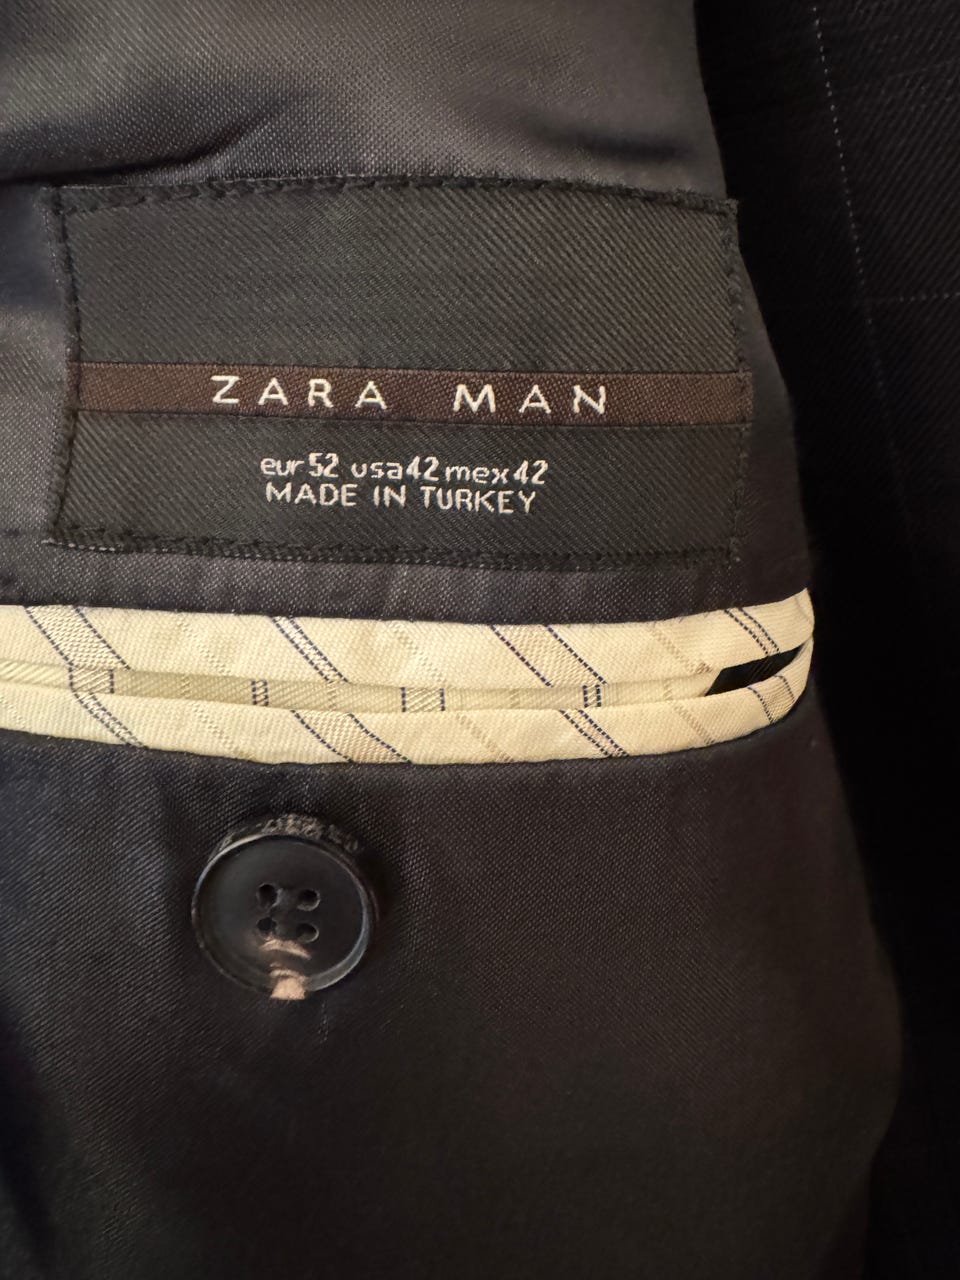 ZARA MAN
eur 52 usa 42 mex 42
MADE IN TURKEY